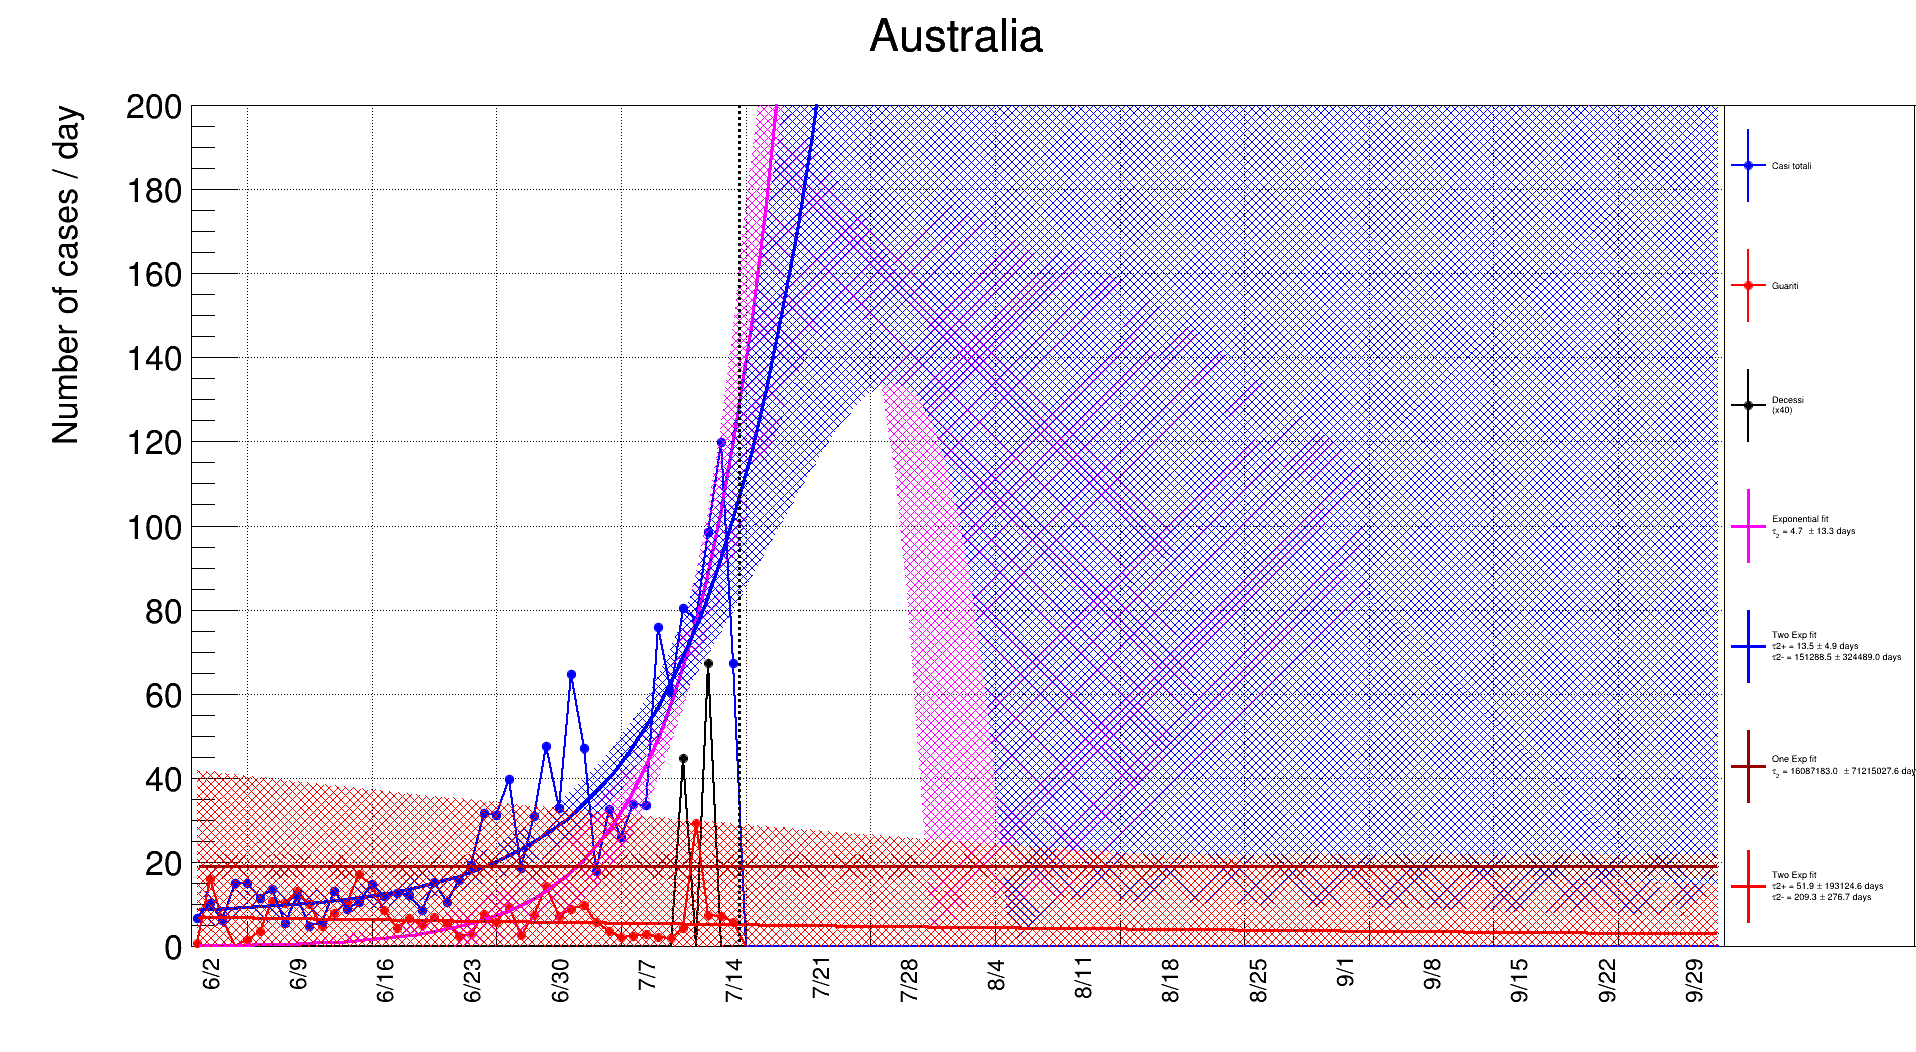 Australia
Number of cases / day
200
180
160
140
120
100
80
60
40
20
0
6/2
6/9
6/16
6/23
6/30
7/7
7/14
7/21
7/28
8/4
8/11
8/18
8/25
9/1
9/8
9/15
9/22
9/29
Casi totali
Guariti
Decessi
(x40)
Exponential fit
τ2 = 4.7 ± 13.3 days
Two Exp fit
τ2+ = 13.5 ± 4.9 days
τ2- = 151288.5 ± 324489.0 days
One Exp fit
τ2 = 16087183.0 ± 71215027.6 day
Two Exp fit
τ2+ = 51.9 ± 193124.6 days
τ2- = 209.3 ± 276.7 days